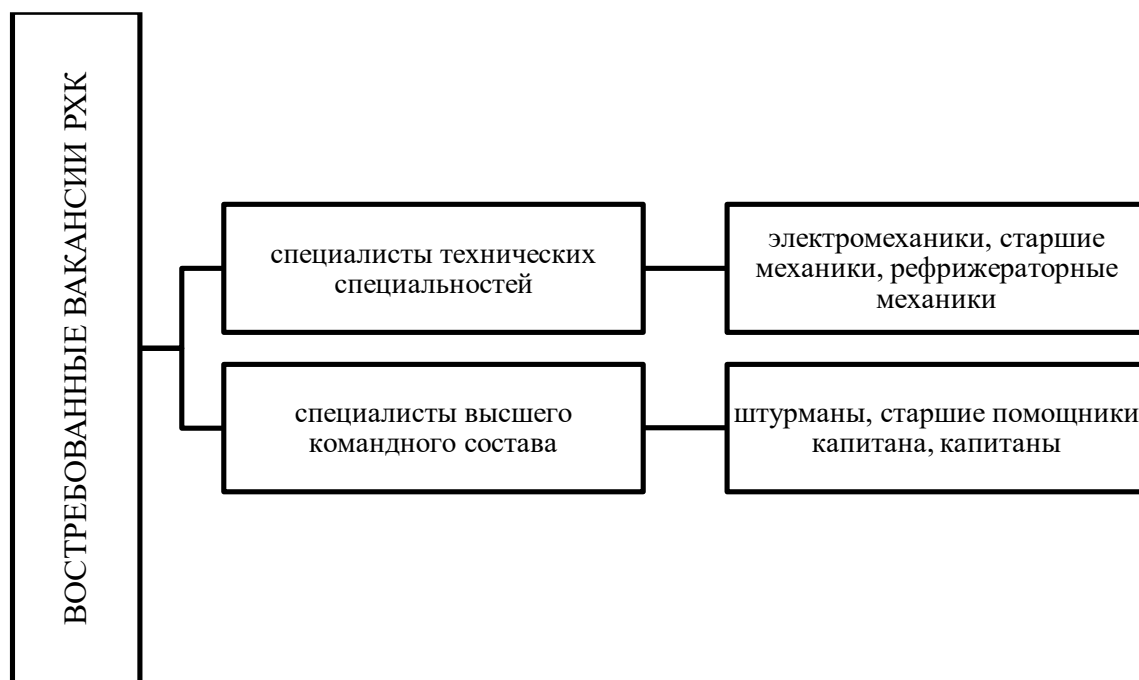 ВОСТРЕБОВАННЫЕ ВАКАНСИИ РХК
специалисты технических
специальностей
электромеханики, старшие
механики, рефрижераторные
механики
специалисты высшего
командного состава
штурманы, старшие помощники
капитана, капитаны